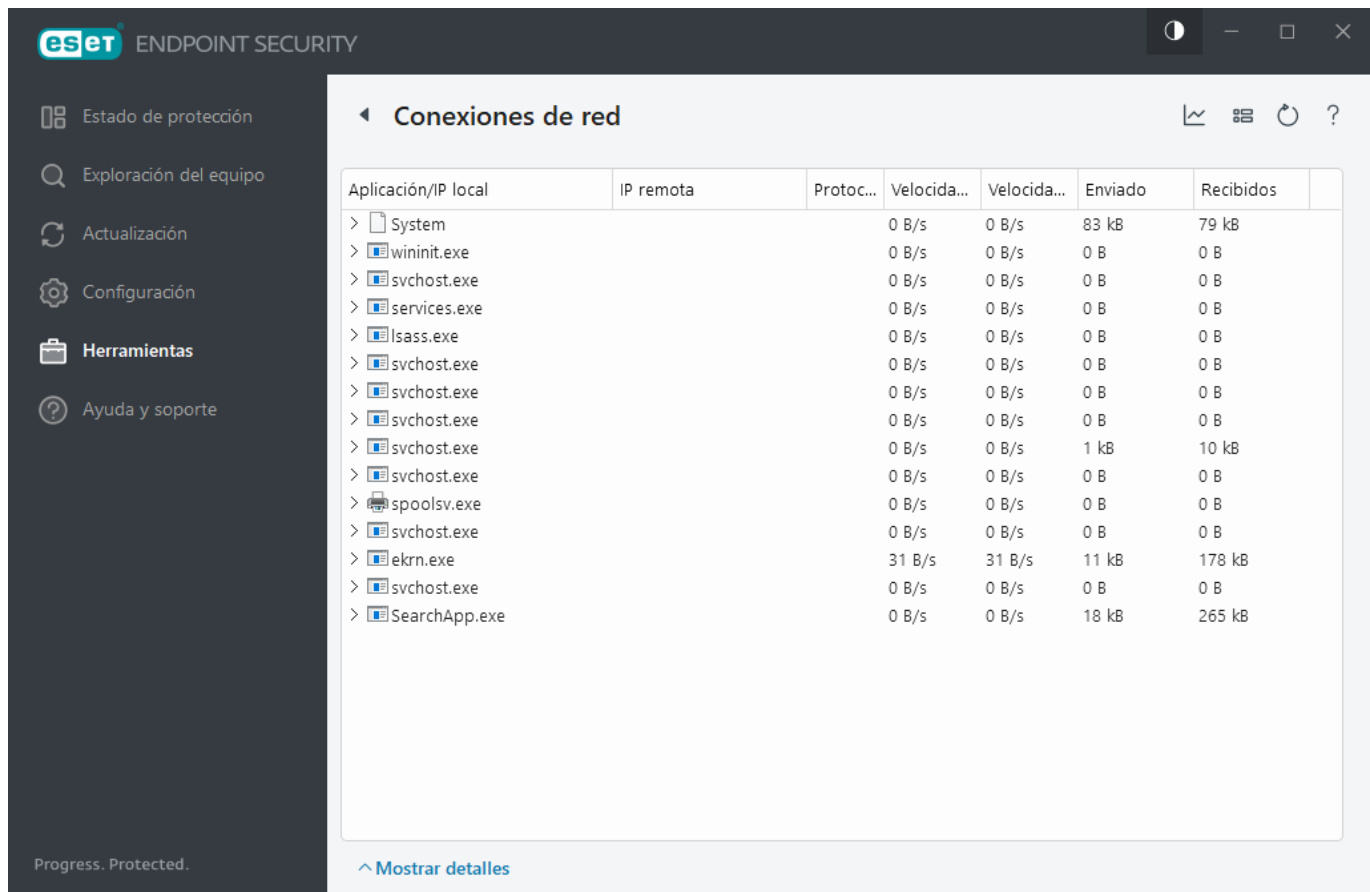 eset ENDPOINT SECURITY
Estado de protección
Exploración del equipo
Actualización
Configuración
Herramientas
Ayuda y soporte
Progress. Protected.
Conexiones de red
?
Aplicación/IP local IP remota Protoc... Velocida... Velocida... Enviado Recibidos
System 0 B/s 0 B/s 83 kB 79 kB
wininit.exe 0 B/s 0 B/s 0 B 0 B
svchost.exe 0 B/s 0 B/s 0 B 0 B
services.exe 0 B/s 0 B/s 0 B 0 B
lsass.exe 0 B/s 0 B/s 0 B 0 B
svchost.exe 0 B/s 0 B/s 0 B 0 B
svchost.exe 0 B/s 0 B/s 0 B 0 B
svchost.exe 0 B/s 0 B/s 0 B 0 B
svchost.exe 0 B/s 0 B/s 1 kB 10 kB
svchost.exe 0 B/s 0 B/s 0 B 0 B
spoolsv.exe 0 B/s 0 B/s 0 B 0 B
svchost.exe 0 B/s 0 B/s 0 B 0 B
ekrn.exe 31 B/s 31 B/s 11 kB 178 kB
svchost.exe 0 B/s 0 B/s 0 B 0 B
SearchApp.exe 0 B/s 0 B/s 18 kB 265 kB
Mostrar detalles